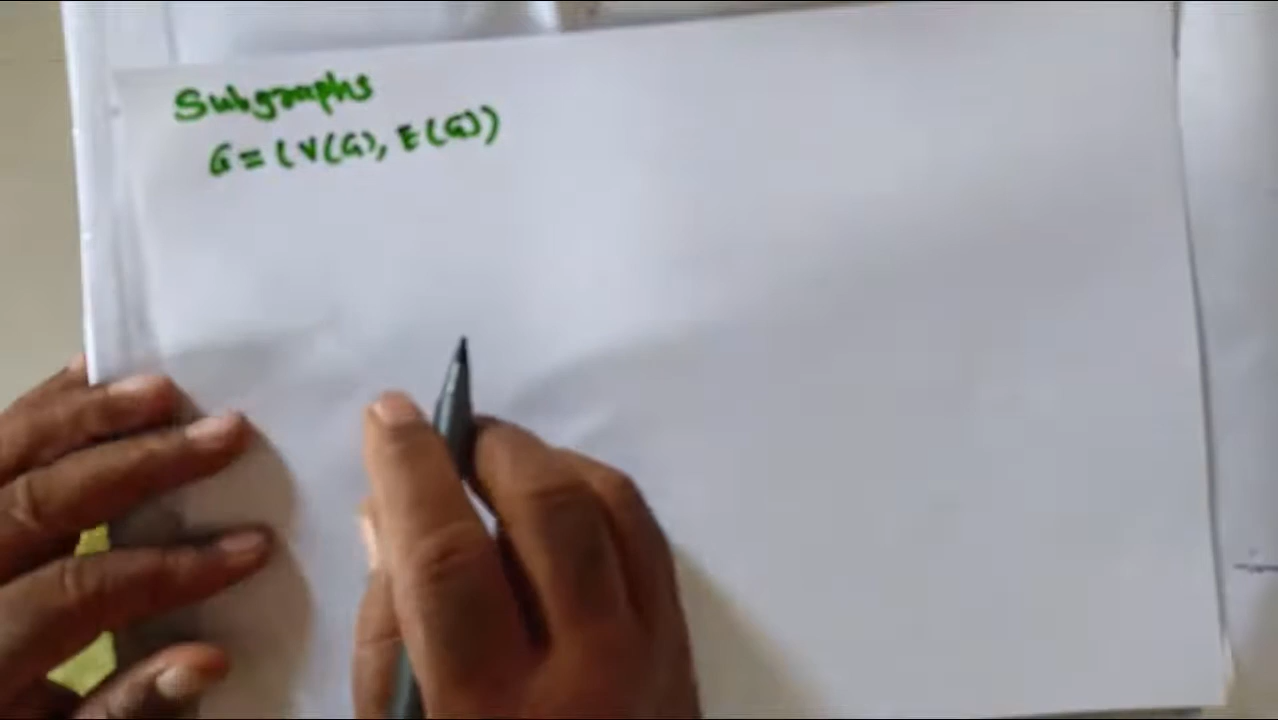 Subgraphs
G = (V(G), E(G))